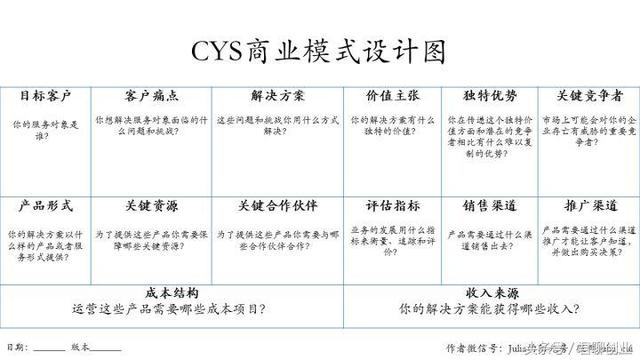 CYS商业模式设计图
目标客户
你的服务对象是
谁？
客户痛点
你想解决服务对象面临的什
么问题和挑战？
解决方案
这些问题和挑战你用什么方式
解决？
价值主张
你的解决方案有什么
独特的价值？
独特优势
你在传递这个独特价
值方面和潜在的竞争
者相比有什么难以复
制的优势？
关键竞争者
市场上可能会对你的企
业存亡有威胁的重要
竞争者？
产品形式
你的解决方案以什
么样的产品或者服
务形式提供？
关键资源
为了提供这些产品你需要保
障哪些关键资源？
关键合作伙伴
为了提供这些产品你需要与哪
些合作伙伴合作？
评估指标
业务的发展用什么指
标来衡量、追踪和评
价？
销售渠道
产品需要通过什么渠
道销售出去？
推广渠道
产品需要通过什么渠道
推广才能让客户知道，
并做出购买决策？
成本结构
运营这些产品需要哪些成本项目？
收入来源
你的解决方案能获得哪些收入？
日期：______ 版本______
作者微信号：Julia